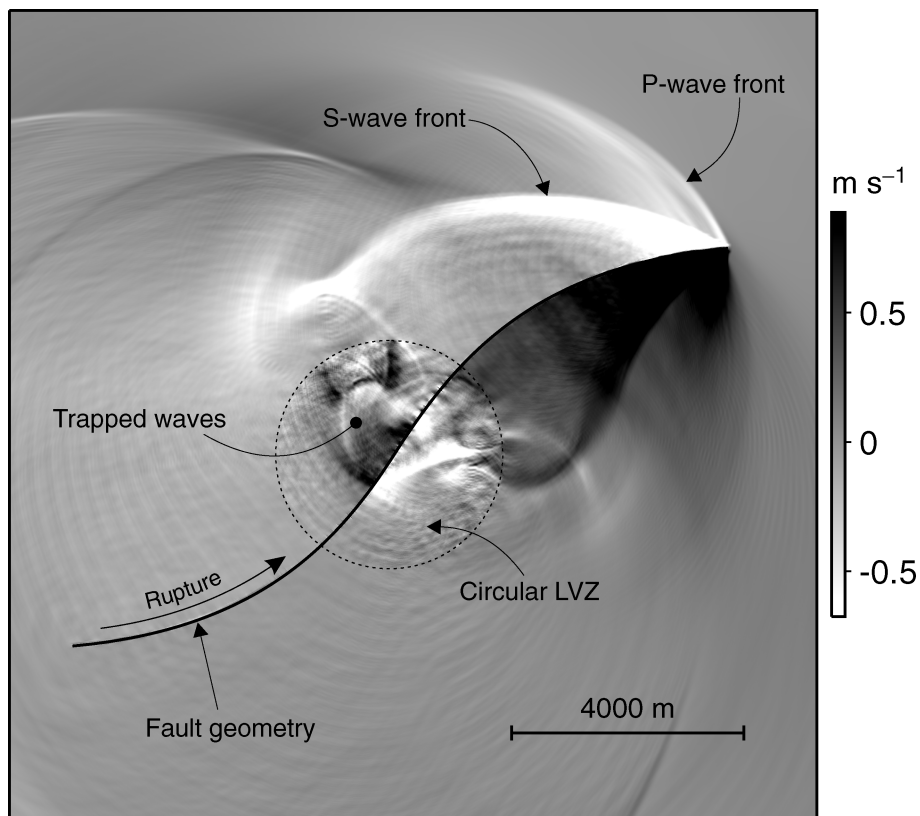 P-wave front
S-wave front
m s⁻¹
0.5
Trapped waves
0
-0.5
Rupture
Circular LVZ
4000 m
Fault geometry